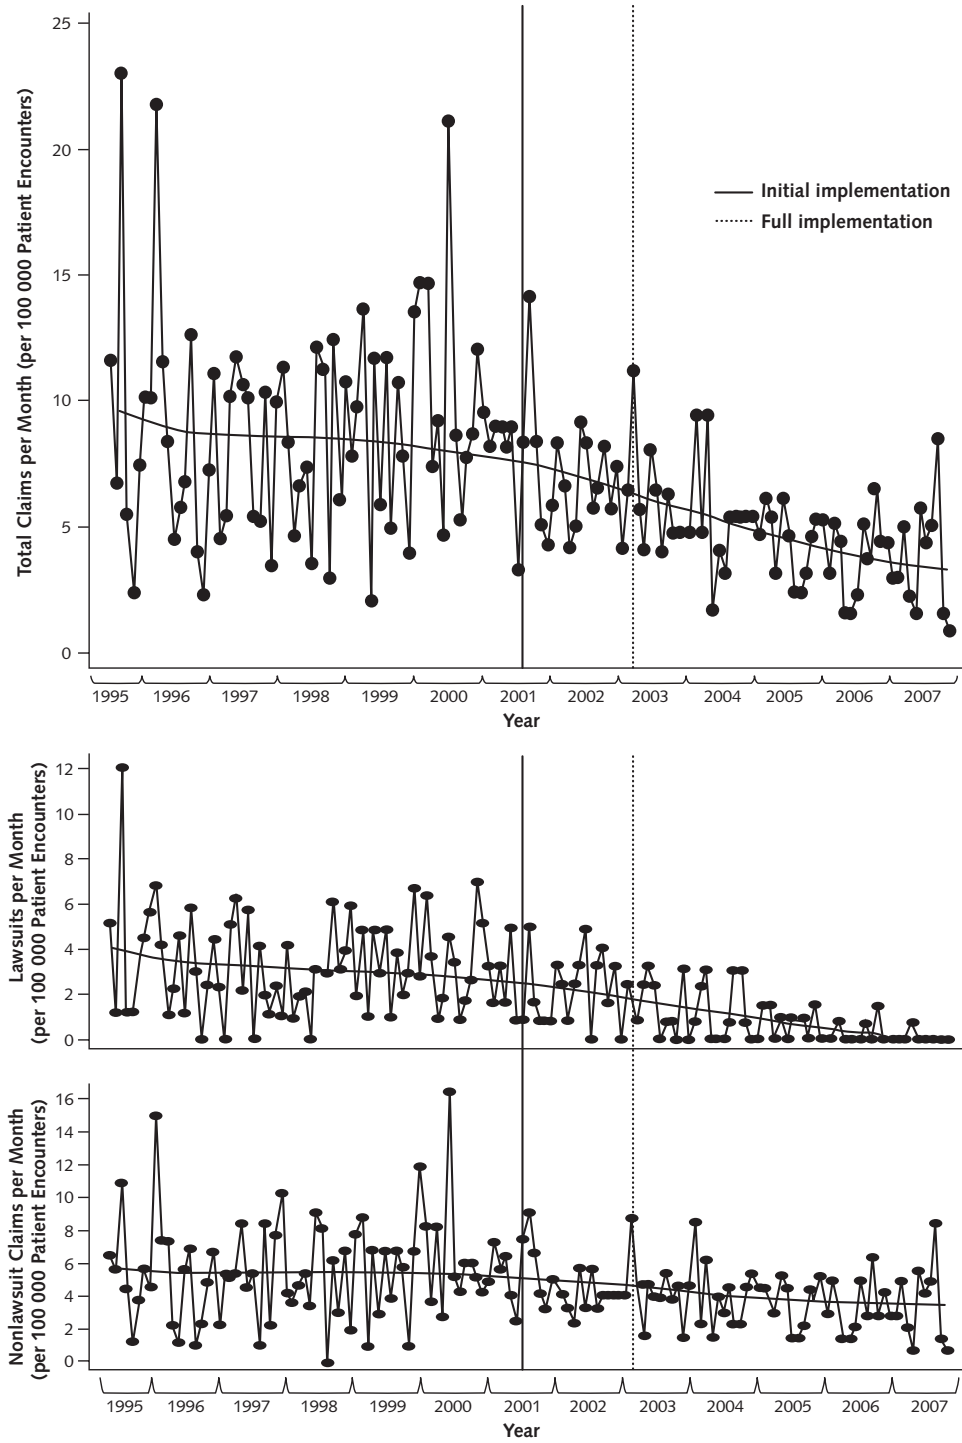 25
20
15
10
5
0
Total Claims per Month (per 100 000 Patient Encounters)
Initial implementation
Full implementation
1995 1996 1997 1998 1999 2000 2001 2002 2003 2004 2005 2006 2007
Year
12
10
8
6
4
2
0
Lawsuits per Month
(per 100 000 Patient Encounters)
16
14
12
10
8
6
4
2
0
Nonlawsuit Claims per Month
(per 100 000 Patient Encounters)
1995 1996 1997 1998 1999 2000 2001 2002 2003 2004 2005 2006 2007
Year